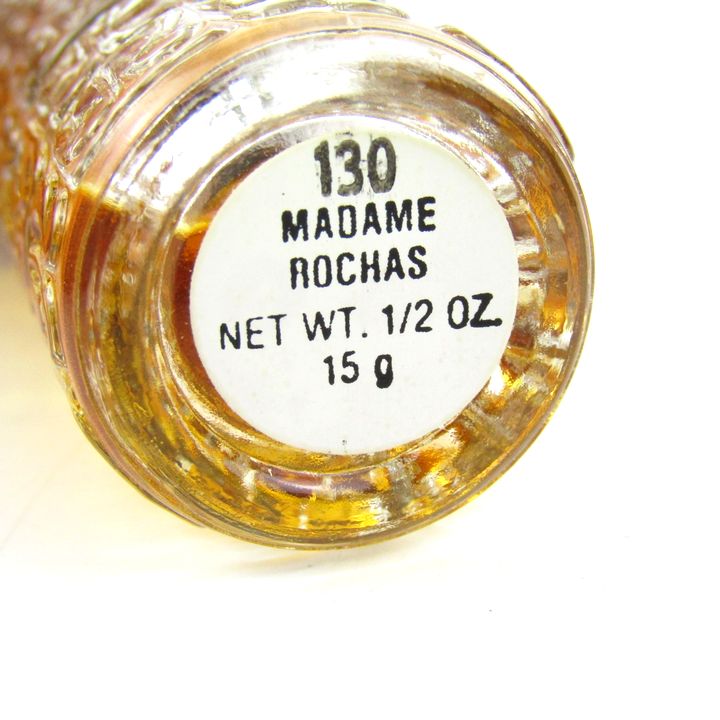 130
MADAME
ROCHAS
NET WT. 1/2 OZ.
15 g